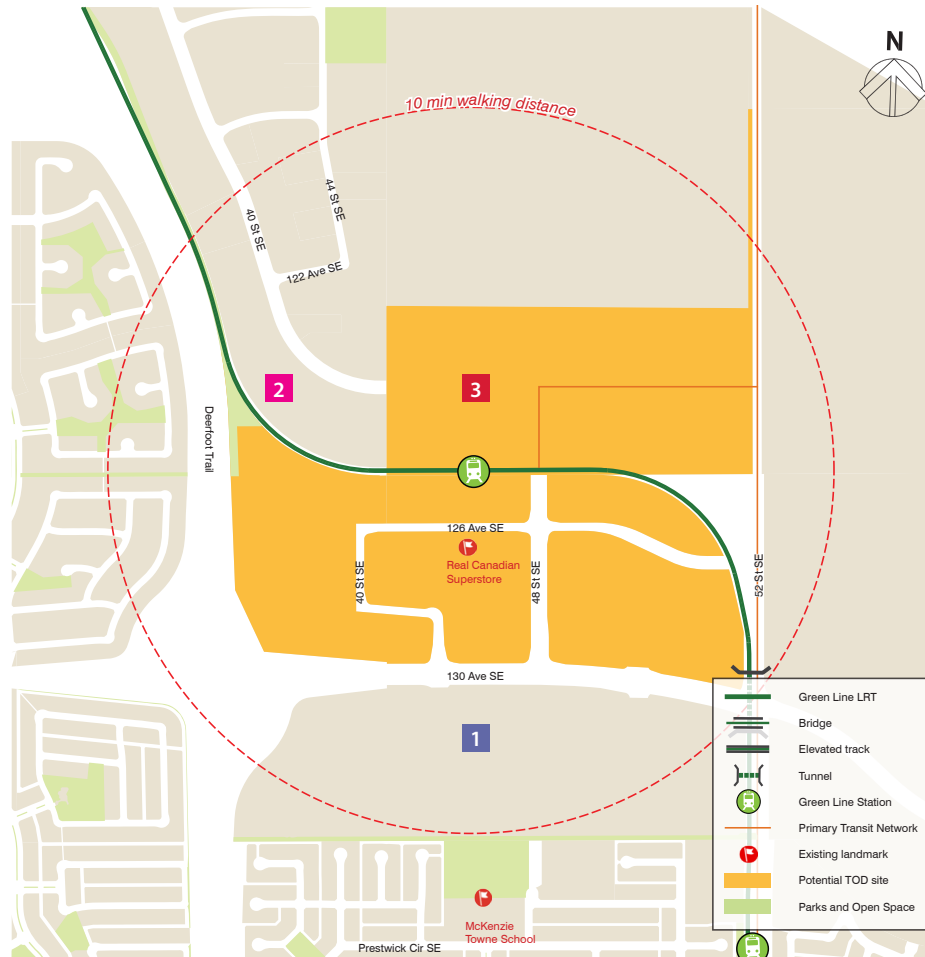 N
10 min walking distance
44 St SE
40 St SE
122 Ave SE
2
3
Deerfoot Trail
126 Ave SE
Real Canadian
Superstore
40 St SE
48 St SE
52 St SE
130 Ave SE
1
Green Line LRT
Bridge
Elevated track
Tunnel
Green Line Station
Primary Transit Network
Existing landmark
Potential TOD site
Parks and Open Space
McKenzie
Towne School
Prestwick Cir SE